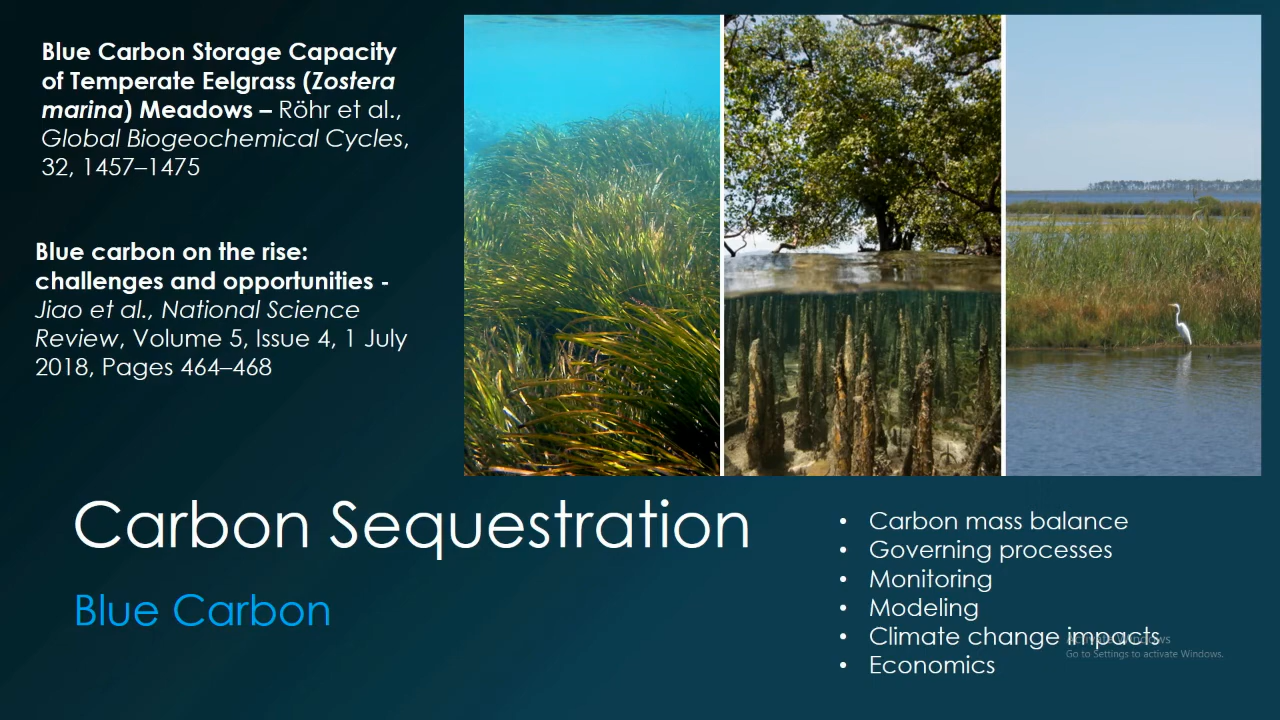 Blue Carbon Storage Capacity
of Temperate Eelgrass (Zostera
marina) Meadows – Röhr et al.,
Global Biogeochemical Cycles,
32, 1457–1475
Blue carbon on the rise:
challenges and opportunities -
Jiao et al., National Science
Review, Volume 5, Issue 4, 1 July
2018, Pages 464–468
Carbon Sequestration
Blue Carbon
• Carbon mass balance
• Governing processes
• Monitoring
• Modeling
• Climate change impacts
• Economics
Activate Windows
Go to Settings to activate Windows.